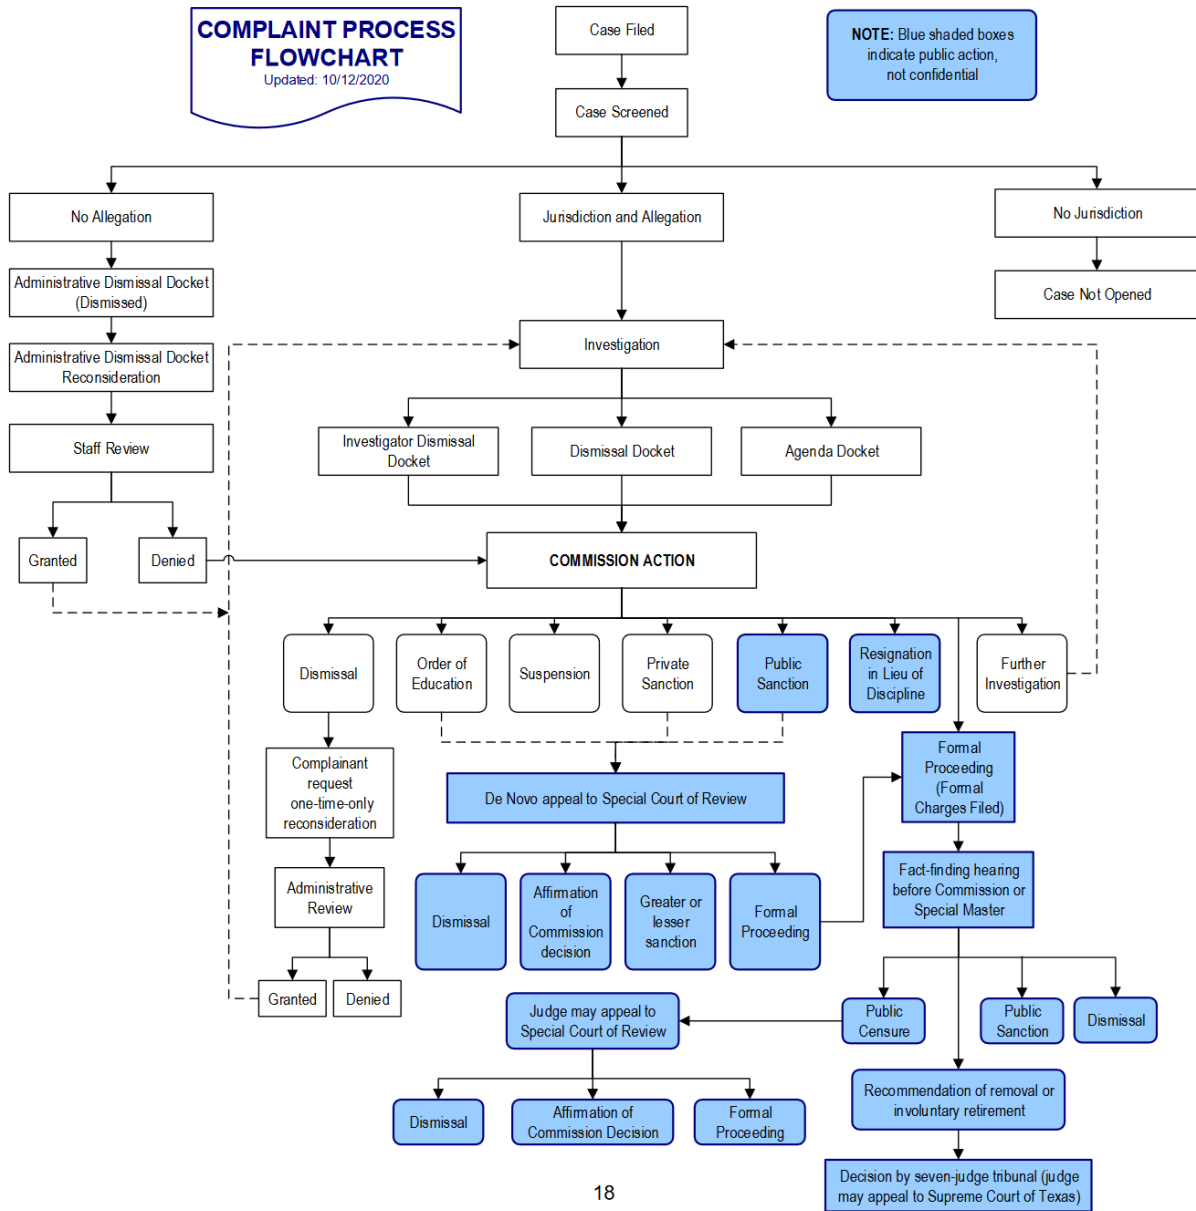 COMPLAINT PROCESS
FLOWCHART
Updated: 10/12/2020
Case Filed
NOTE: Blue shaded boxes
indicate public action,
not confidential
Case Screened
No Allegation
Jurisdiction and Allegation
No Jurisdiction
Administrative Dismissal Docket
(Dismissed)
Case Not Opened
Administrative Dismissal Docket
Reconsideration
Investigation
Staff Review
Investigator Dismissal
Docket
Dismissal Docket
Agenda Docket
Granted
Denied
COMMISSION ACTION
Dismissal
Order of
Education
Suspension
Private
Sanction
Public
Sanction
Resignation
in Lieu of
Discipline
Further
Investigation
Complainant
request
one-time-only
reconsideration
De Novo appeal to Special Court of Review
Formal
Proceeding
(Formal
Charges Filed)
Administrative
Review
Dismissal
Affirmation
of
Commission
decision
Greater or
lesser
sanction
Formal
Proceeding
Fact-finding hearing
before Commission or
Special Master
Granted
Denied
Judge may appeal to
Special Court of Review
Public
Censure
Public
Sanction
Dismissal
Dismissal
Affirmation of
Commission Decision
Formal
Proceeding
Recommendation of removal or
involuntary retirement
Decision by seven-judge tribunal (judge
may appeal to Supreme Court of Texas)
18